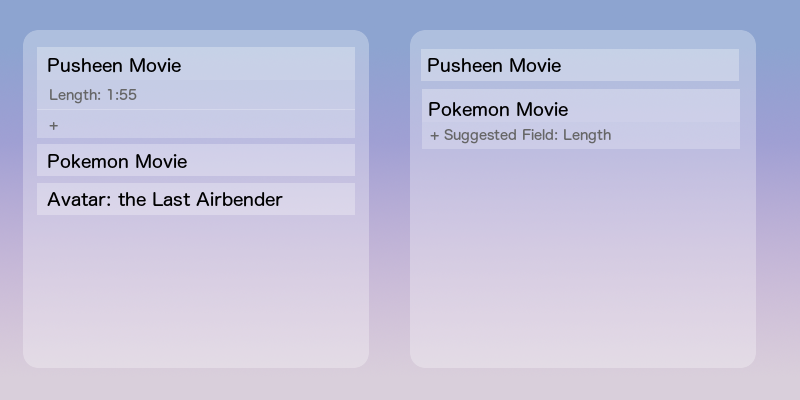 Pusheen Movie
Length: 1:55
+
Pokemon Movie
Avatar: the Last Airbender
Pusheen Movie
Pokemon Movie
+ Suggested Field: Length